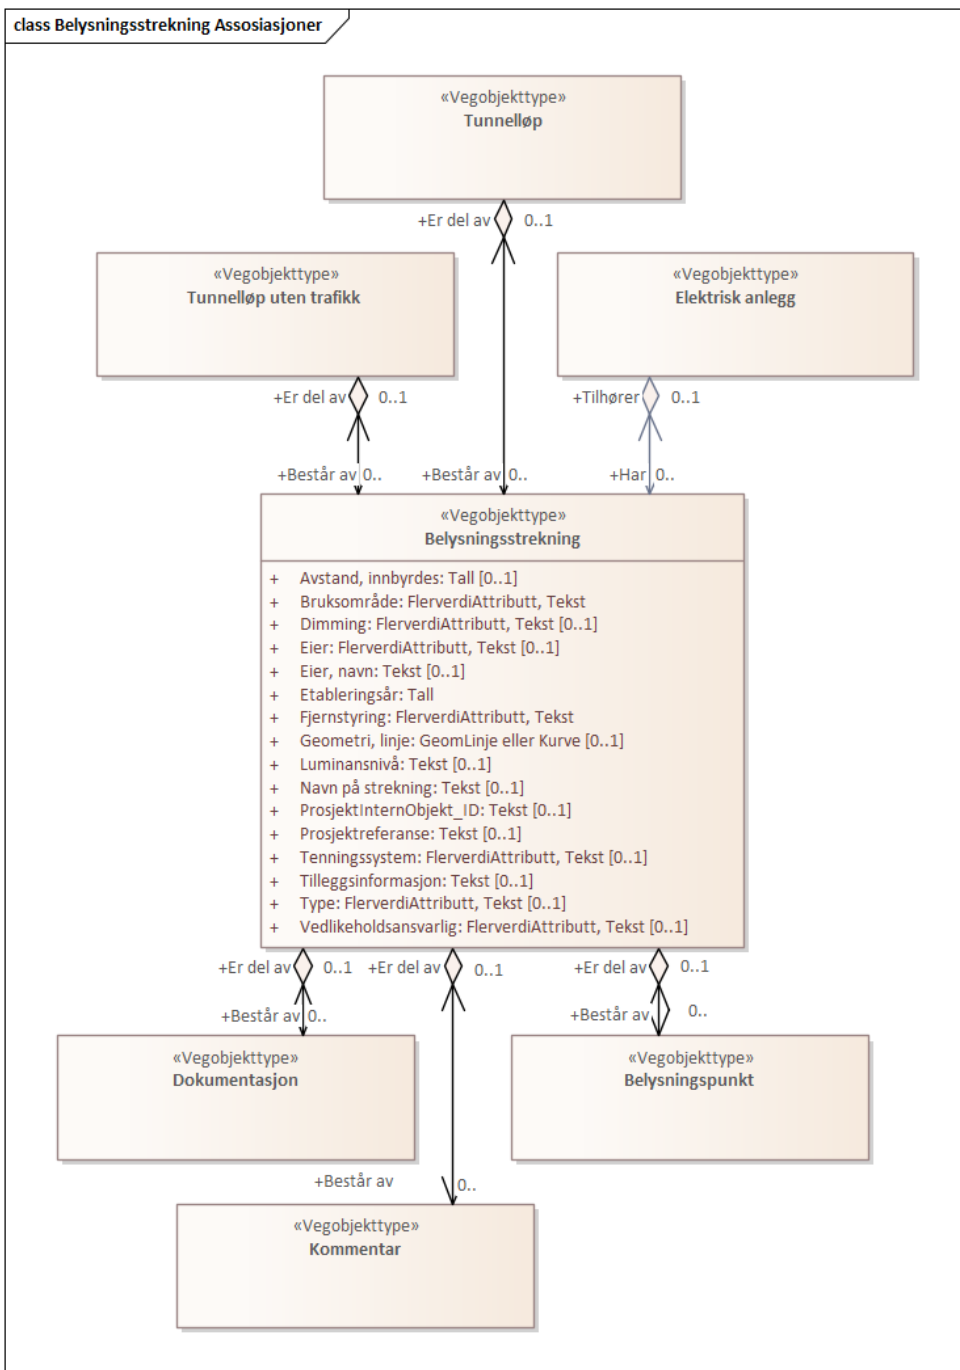 class Belysningsstrekning Assosiasjoner
«Vegobjekttype»
Tunnelløp
+Er del av
0..1
«Vegobjekttype»
Tunnelløp uten trafikk
«Vegobjekttype»
Elektrisk anlegg
+Er del av
0..1
+Tilhører
0..1
+Består av 0..
+Består av 0..
+Har 0..
«Vegobjekttype»
Belysningsstrekning
+ Avstand, innbyrdes: Tall [0..1]
+ Bruksområde: FlerverdiAttributt, Tekst
+ Dimming: FlerverdiAttributt, Tekst [0..1]
+ Eier: FlerverdiAttributt, Tekst [0..1]
+ Eier, navn: Tekst [0..1]
+ Etableringsår: Tall
+ Fjernstyring: FlerverdiAttributt, Tekst
+ Geometri, linje: GeomLinje eller Kurve [0..1]
+ Luminansnivå: Tekst [0..1]
+ Navn på strekning: Tekst [0..1]
+ ProsjektInternObjekt_ID: Tekst [0..1]
+ Prosjektreferanse: Tekst [0..1]
+ Tenningssystem: FlerverdiAttributt, Tekst [0..1]
+ Tilleggsinformasjon: Tekst [0..1]
+ Type: FlerverdiAttributt, Tekst [0..1]
+ Vedlikeholdsansvarlig: FlerverdiAttributt, Tekst [0..1]
+Er del av
0..1
+Er del av
0..1
+Er del av
0..1
+Består av 0..
+Består av
0..
«Vegobjekttype»
Dokumentasjon
«Vegobjekttype»
Belysningspunkt
+Består av
0..
«Vegobjekttype»
Kommentar